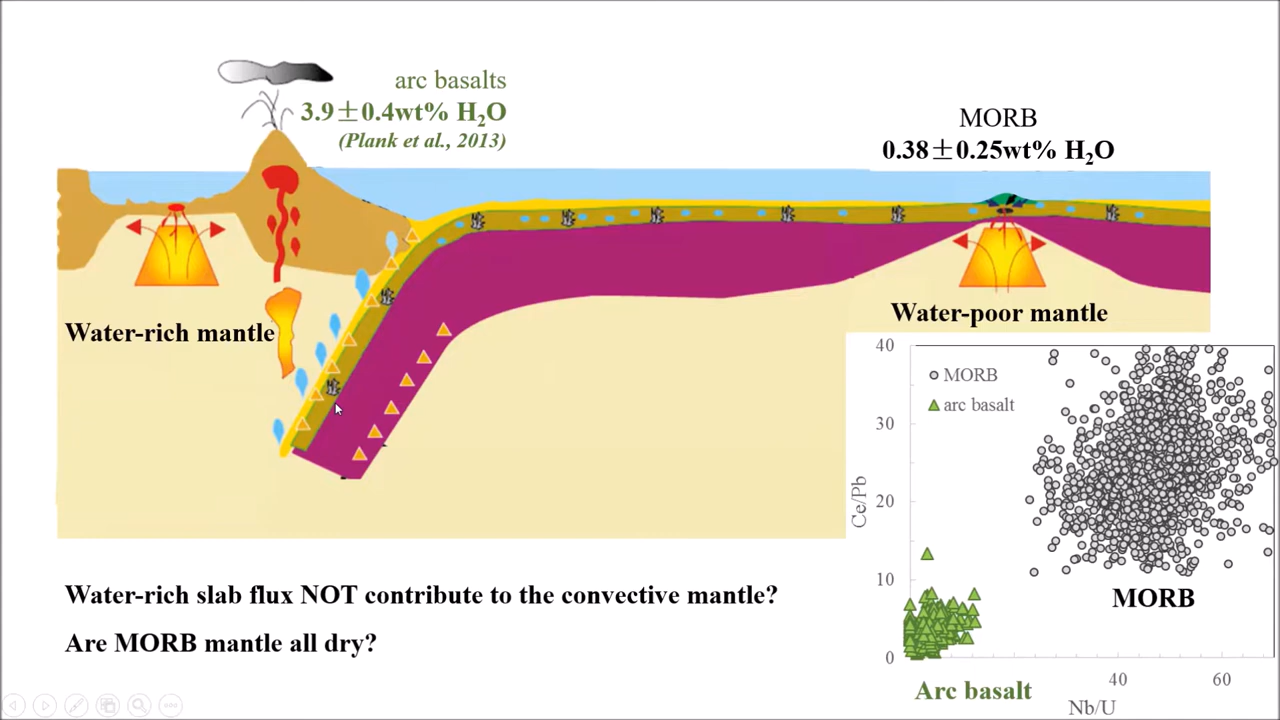 arc basalts
3.9±0.4wt% H₂O
(Plank et al., 2013)
MORB
0.38±0.25wt% H₂O
Water-rich mantle
Water-poor mantle
40
30
20
10
0
Ce/Pb
MORB
arc basalt
MORB
Arc basalt
40
60
Nb/U
Water-rich slab flux NOT contribute to the convective mantle?
Are MORB mantle all dry?